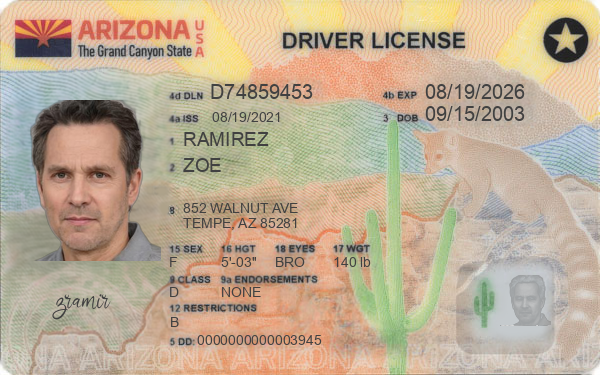 ARIZONA USA
The Grand Canyon State
DRIVER LICENSE
4d DLN D74859453 4b EXP 08/19/2026
4a ISS 08/19/2021 3 DOB 09/15/2003
1 RAMIREZ
2 ZOE
8 852 WALNUT AVE
TEMPE, AZ 85281
15 SEX 16 HGT 18 EYES 17 WGT
F 5'-03" BRO 140 lb
9 CLASS 9a ENDORSEMENTS
D NONE
12 RESTRICTIONS
B
zramir
5 DD: 0000000000003945
ARIZONA ARIZONA ARIZONA ARIZONA